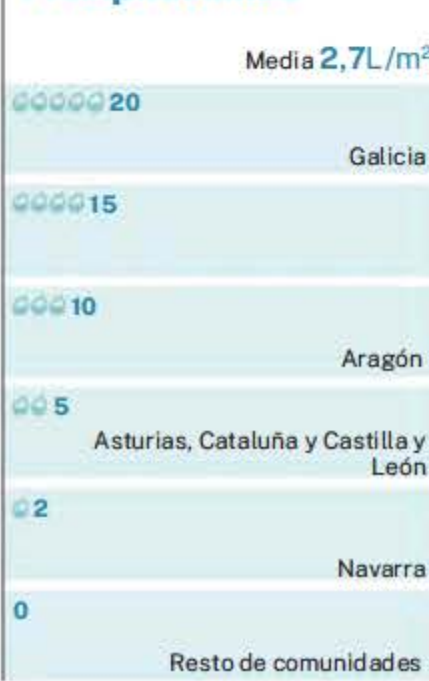 Media 2,7L/m²
20
Galicia
15
10
Aragón
5
Asturias, Cataluña y Castilla y
León
2
Navarra
0
Resto de comunidades